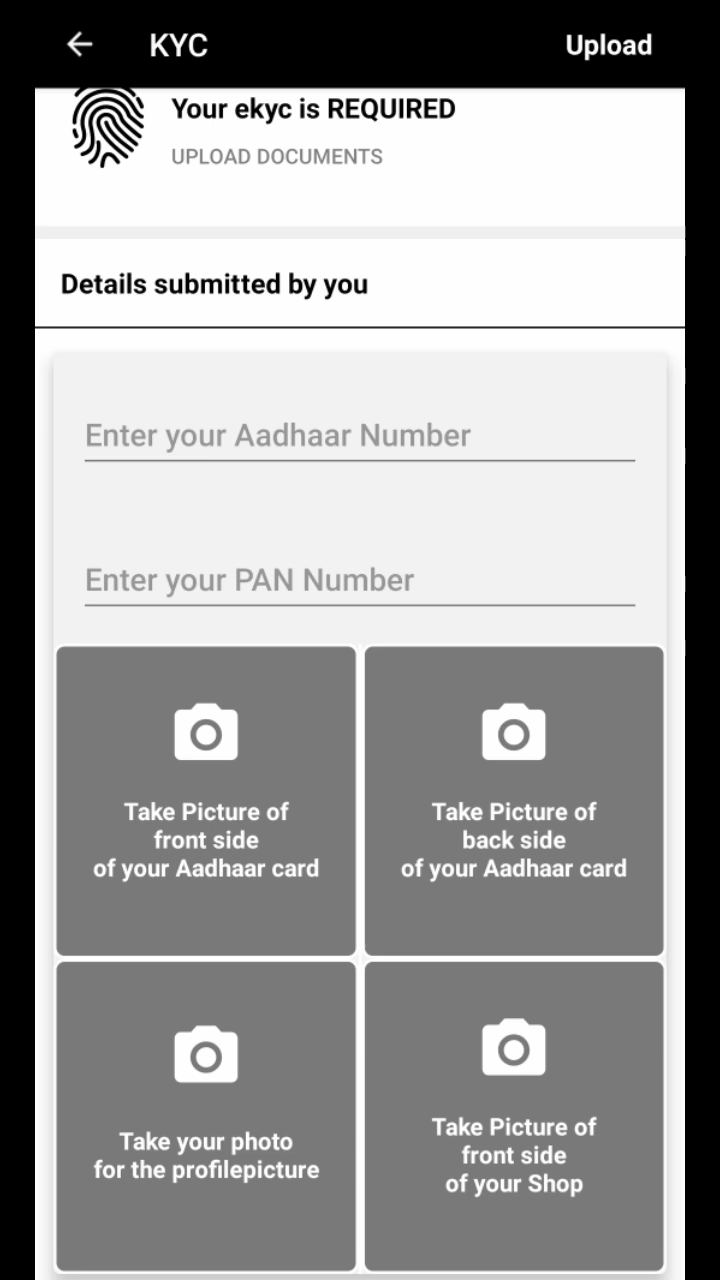 KYC
Upload
Your ekyc is REQUIRED
UPLOAD DOCUMENTS
Details submitted by you
Enter your Aadhaar Number
Enter your PAN Number
Take Picture of
front side
of your Aadhaar card
Take Picture of
back side
of your Aadhaar card
Take your photo
for the profilepicture
Take Picture of
front side
of your Shop